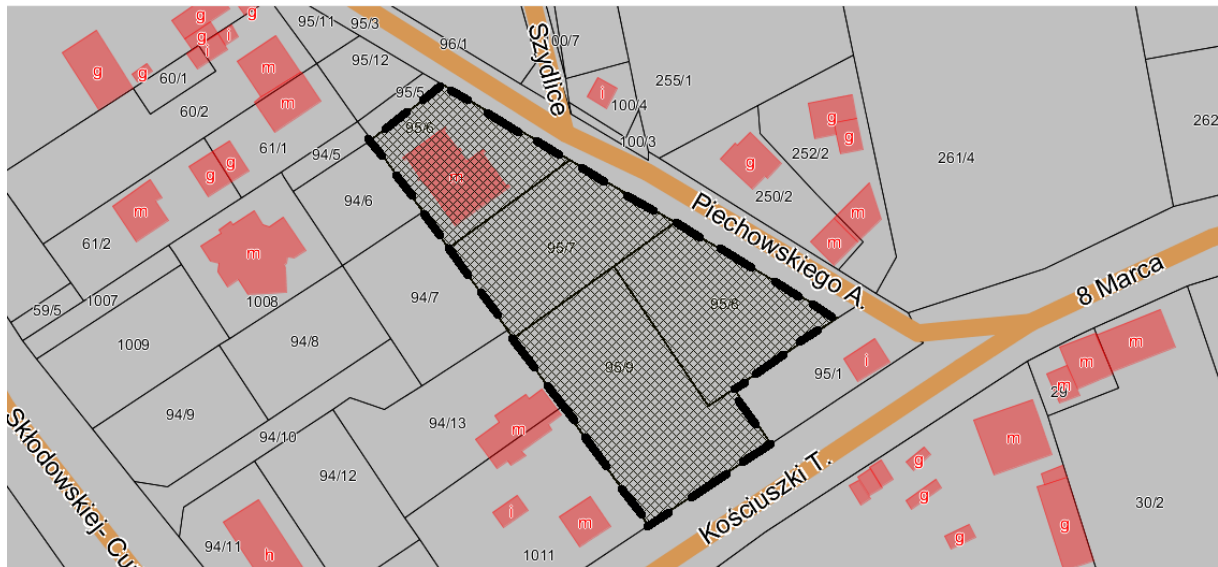 95/11
95/3
96/1
Szydlice
00/7
255/1
g
g
g
i
m
g
g
60/1
60/2
m
m
95/12
95/5
95/6
i
100/4
100/3
g
g
252/2
262
261/4
g
250/2
61/1
94/5
94/6
g
g
m
61/2
m
m
95/7
Piechowskiego A.
m
m
8 Marca
59/5
1007
1008
94/7
95/8
1009
94/8
95/9
95/1
i
m
m
m
29
94/9
94/10
94/13
m
94/12
Skłodowskiej- Cu
Kościuszki T.
m
g
g
g
g
30/2
i
m
94/11
h
1011